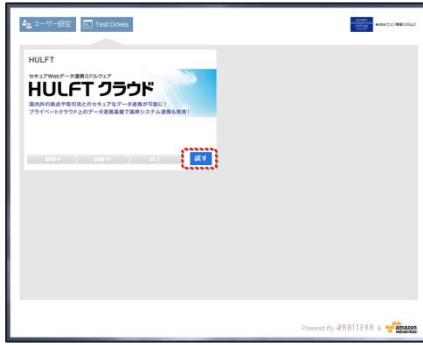 ユーザー設定
Test Drives
HULFT
セキュアWebデータ連携ミドルウェア
HULFT クラウド
国内外の拠点や取引先とのセキュアなデータ連携が可能に!
プライベートクラウド上のデータ連携基盤で基幹システム連携も実現!
試す
Powered By ORBITERA & amazon